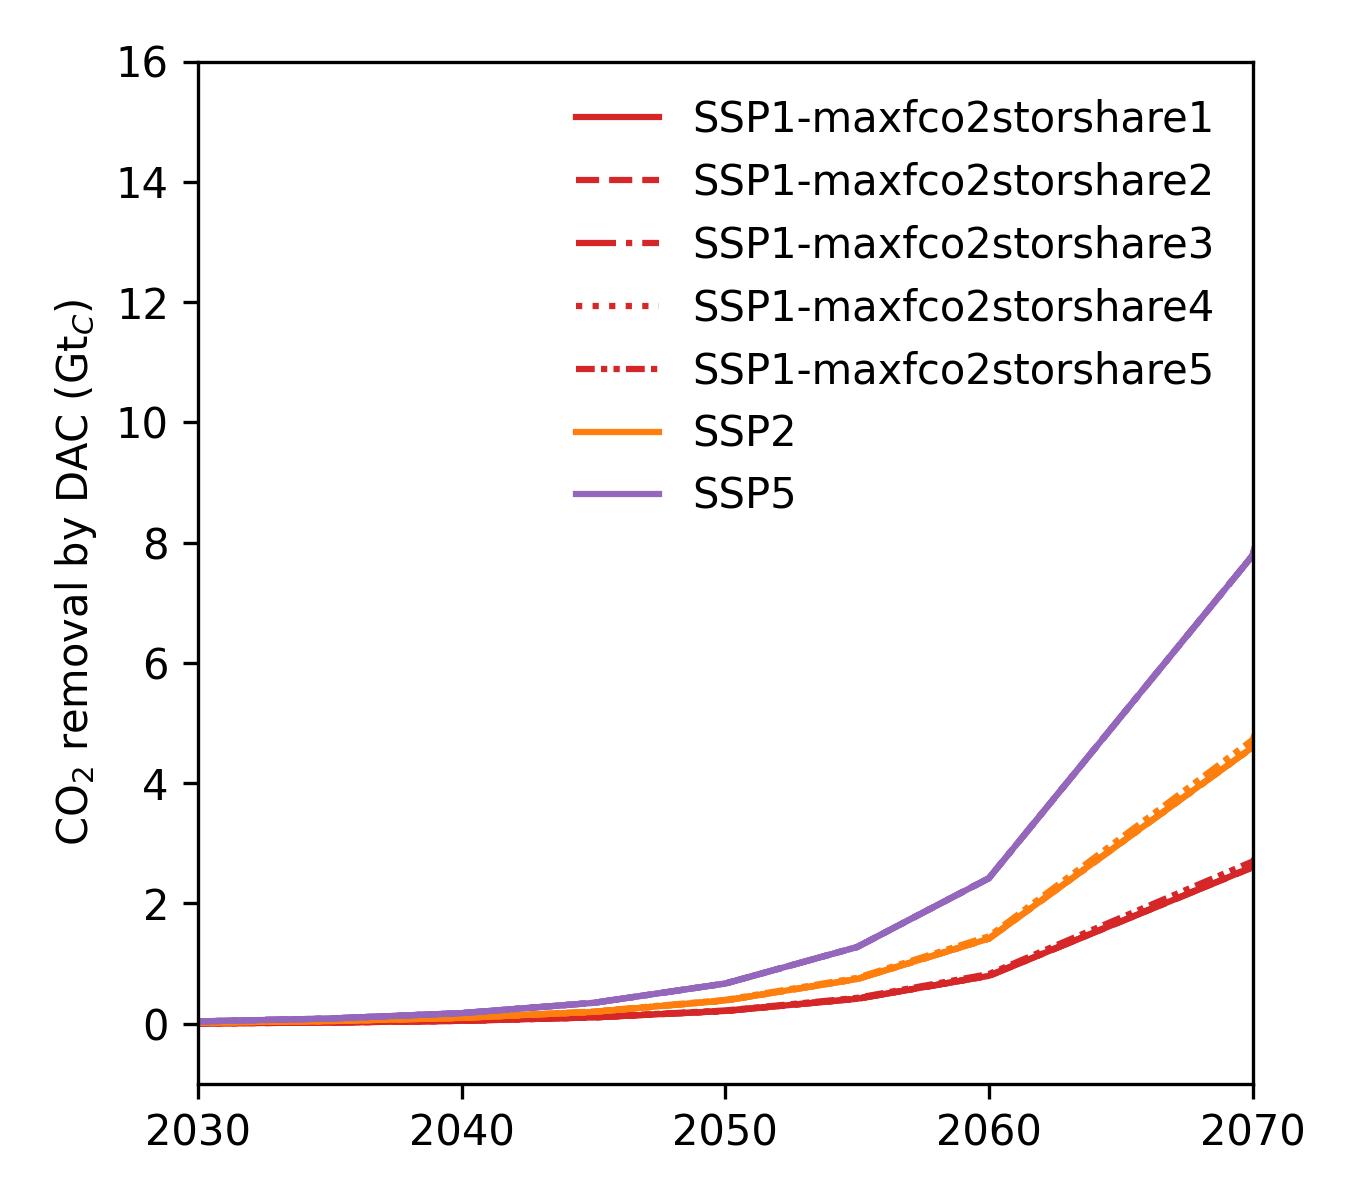 16
14
12
10
8
6
4
2
0
CO₂ removal by DAC (Gt_C)
SSP1-maxfco2storshare1
SSP1-maxfco2storshare2
SSP1-maxfco2storshare3
SSP1-maxfco2storshare4
SSP1-maxfco2storshare5
SSP2
SSP5
2030 2040 2050 2060 2070